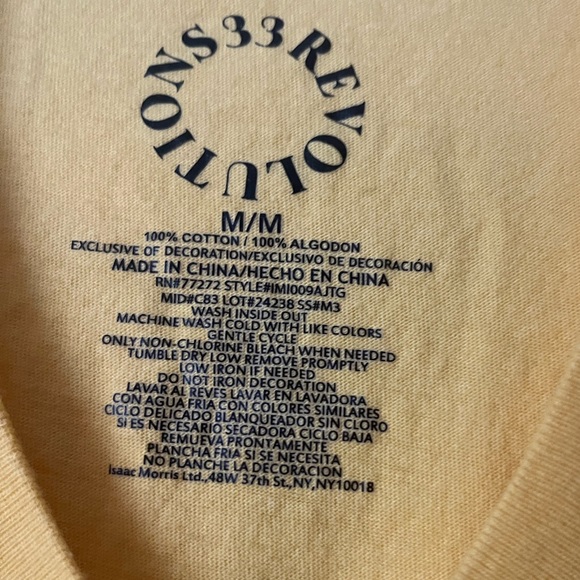 33 REVOLUTIONS
M/M
100% COTTON / 100% ALGODON
EXCLUSIVE OF DECORATION/EXCLUSIVO DE DECORACIÓN
MADE IN CHINA/HECHO EN CHINA
RN#77272 STYLE#IMI009AJTG
MID#C83 LOT#24238 SS#M3
WASH INSIDE OUT
MACHINE WASH COLD WITH LIKE COLORS
GENTLE CYCLE
ONLY NON-CHLORINE BLEACH WHEN NEEDED
TUMBLE DRY LOW REMOVE PROMPTLY
LOW IRON IF NEEDED
DO NOT IRON DECORATION
LAVAR AL REVES LAVAR EN LAVADORA
CON AGUA FRIA CON COLORES SIMILARES
CICLO DELICADO BLANQUEADOR SIN CLORO
SI ES NECESARIO SECADORA CICLO BAJA
REMUEVA PRONTAMENTE
PLANCHA FRIA SI SE NECESITA
NO PLANCHE LA DECORACION
Isaac Morris Ltd.,48W 37th St.,NY,NY10018